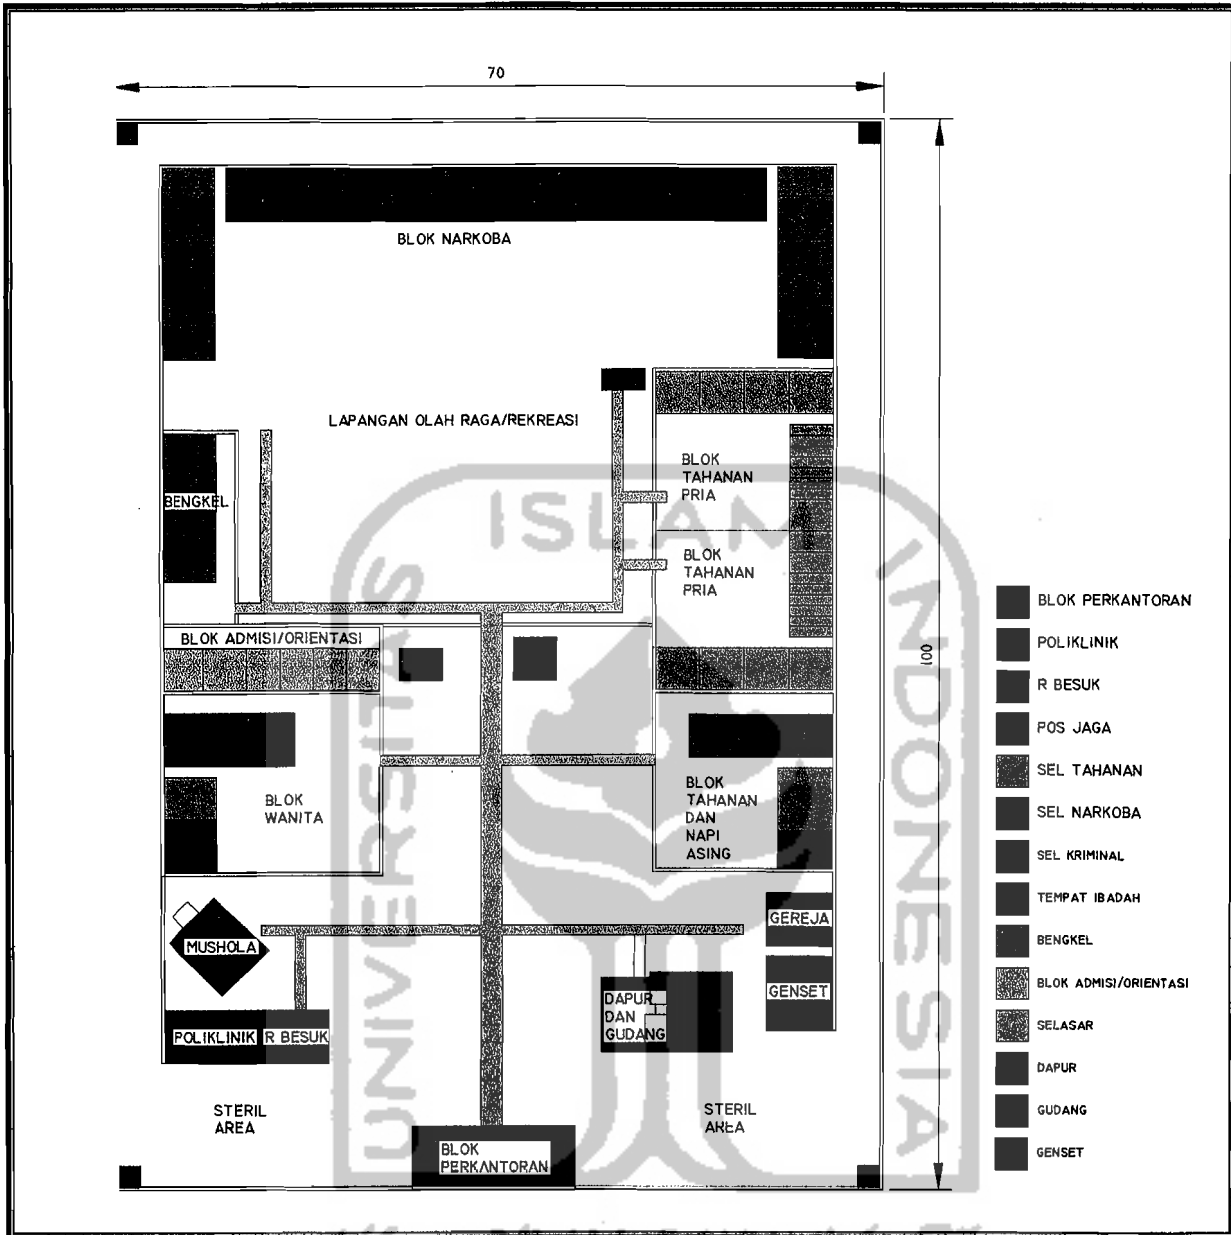 70
BLOK NARKOBA
LAPANGAN OLAH RAGA/REKREASI
BLOK
TAHANAN
PRIA
BENGKEL
BLOK
TAHANAN
PRIA
BLOK ADMISI/ORIENTASI
100
BLOK
WANITA
BLOK
TAHANAN
DAN
NAPI
ASING
MUSHOLA
GEREJA
GENSET
DAPUR
DAN
GUDANG
POLIKLINIK
R BESUK
STERIL
AREA
STERIL
AREA
BLOK
PERKANTORAN
BLOK PERKANTORAN
POLIKLINIK
R BESUK
POS JAGA
SEL TAHANAN
SEL NARKOBA
SEL KRIMINAL
TEMPAT IBADAH
BENGKEL
BLOK ADMISI/ORIENTASI
SELASAR
DAPUR
GUDANG
GENSET
UNIVERSITAS
ISLAM
INDONESIA